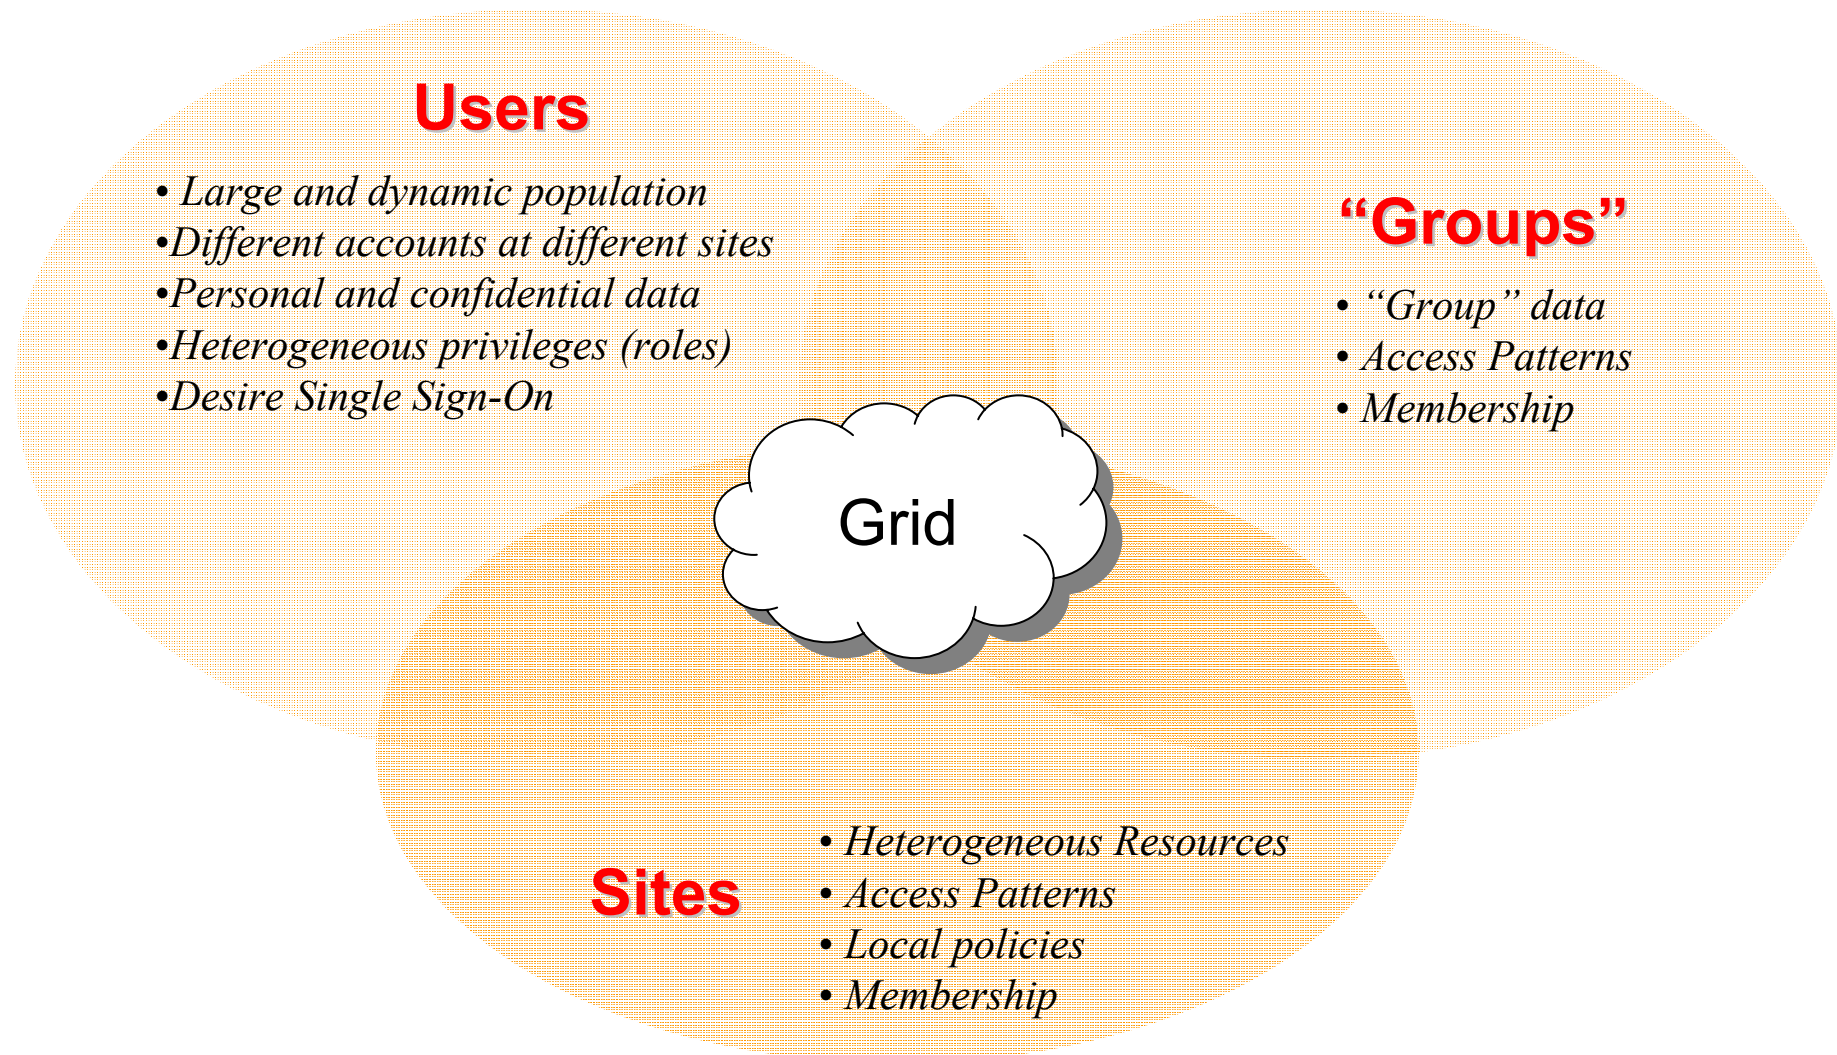 Users
• Large and dynamic population
•Different accounts at different sites
•Personal and confidential data
•Heterogeneous privileges (roles)
•Desire Single Sign-On
“Groups”
• “Group” data
• Access Patterns
• Membership
Grid
Sites
• Heterogeneous Resources
• Access Patterns
• Local policies
• Membership